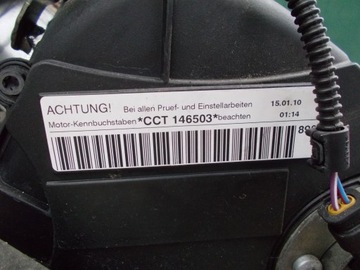 ACHTUNG! Bei allen Pruef- und Einstellarbeiten 15.01.10
Motor-Kennbuchstaben *CCT 146503* beachten 01:14